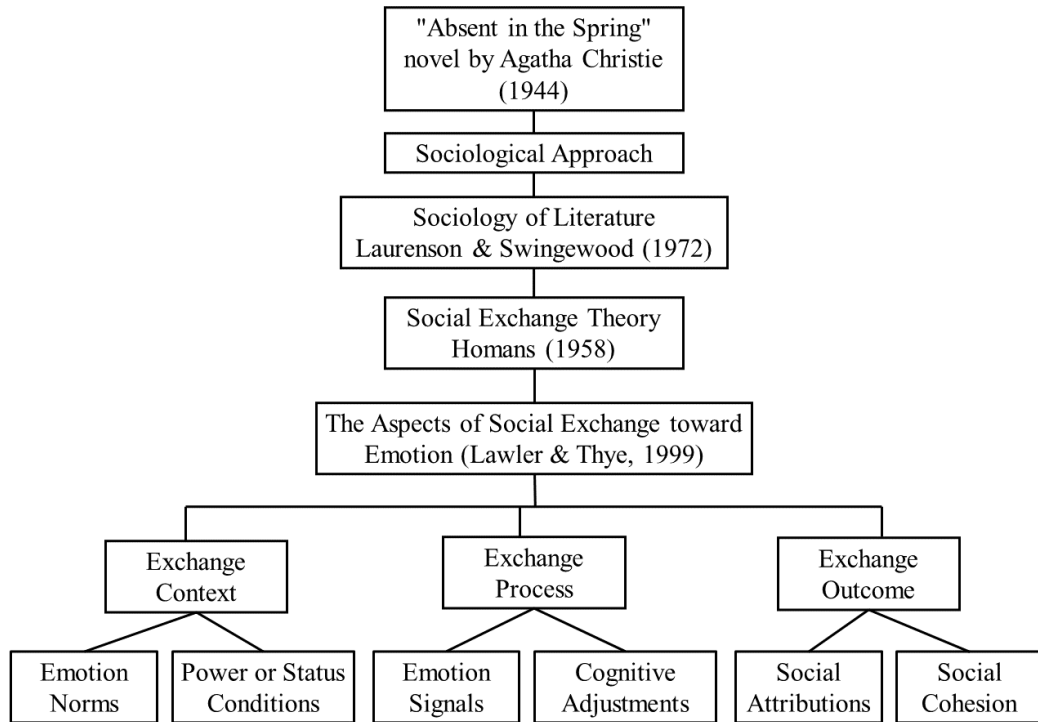 "Absent in the Spring"
novel by Agatha Christie
(1944)
Sociological Approach
Sociology of Literature
Laurenson & Swingewood (1972)
Social Exchange Theory
Homans (1958)
The Aspects of Social Exchange toward
Emotion (Lawler & Thye, 1999)
Exchange
Context
Exchange
Process
Exchange
Outcome
Emotion
Norms
Power or Status
Conditions
Emotion
Signals
Cognitive
Adjustments
Social
Attributions
Social
Cohesion